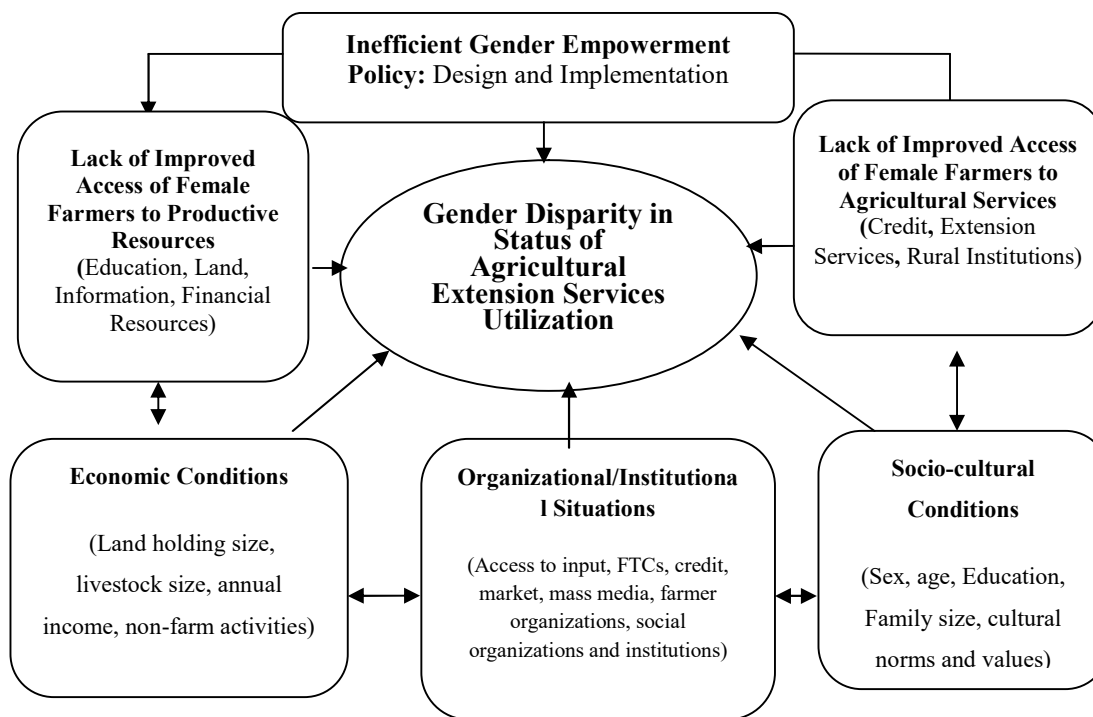 Inefficient Gender Empowerment
Policy: Design and Implementation
Lack of Improved
Access of Female
Farmers to Productive
Resources
(Education, Land,
Information, Financial
Resources)
Gender Disparity in
Status of
Agricultural
Extension Services
Utilization
Lack of Improved Access
of Female Farmers to
Agricultural Services
(Credit, Extension
Services, Rural Institutions)
Economic Conditions
(Land holding size,
livestock size, annual
income, non-farm activities)
Organizational/Institutiona
l Situations
(Access to input, FTCs, credit,
market, mass media, farmer
organizations, social
organizations and institutions)
Socio-cultural
Conditions
(Sex, age, Education,
Family size, cultural
norms and values)